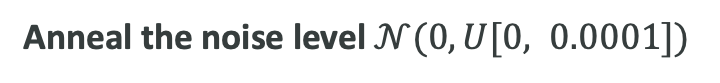 Anneal the noise level 𝒩(0, U[0, 0.0001])